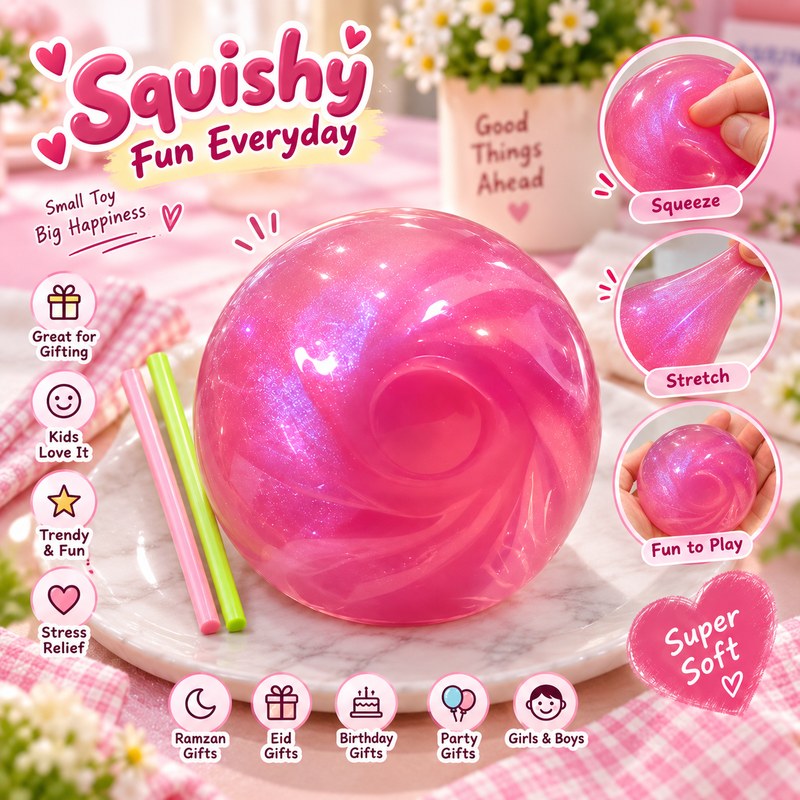 Squishy
Fun Everyday
Small Toy
Big Happiness
Good
Things
Ahead
Squeeze
Stretch
Fun to Play
Great for
Gifting
Kids
Love It
Trendy
& Fun
Stress
Relief
Super
Soft
Ramzan
Gifts
Eid
Gifts
Birthday
Gifts
Party
Gifts
Girls & Boys